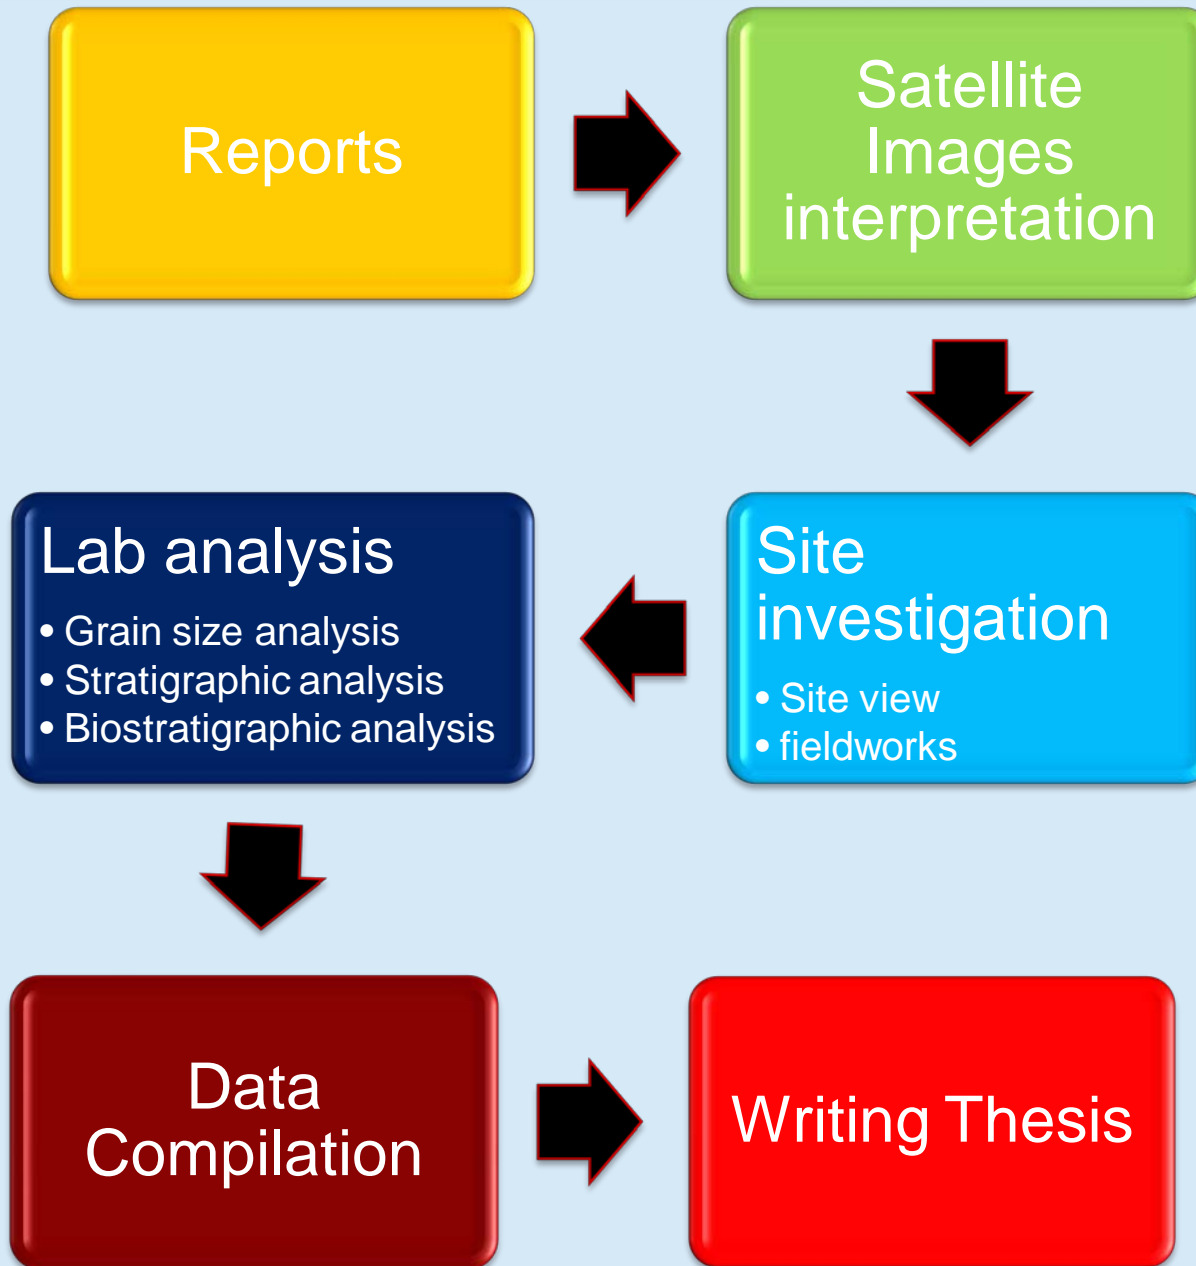 Reports
Satellite
Images
interpretation
Site
investigation
• Site view
• fieldworks
Lab analysis
• Grain size analysis
• Stratigraphic analysis
• Biostratigraphic analysis
Data
Compilation
Writing Thesis